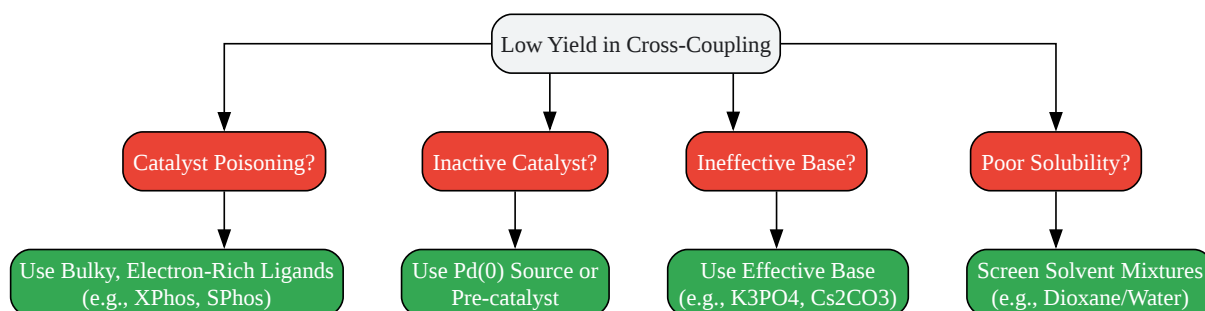 Low Yield in Cross-Coupling
Catalyst Poisoning?
Inactive Catalyst?
Ineffective Base?
Poor Solubility?
Use Bulky, Electron-Rich Ligands
(e.g., XPhos, SPhos)
Use Pd(0) Source or
Pre-catalyst
Use Effective Base
(e.g., K3PO4, Cs2CO3)
Screen Solvent Mixtures
(e.g., Dioxane/Water)